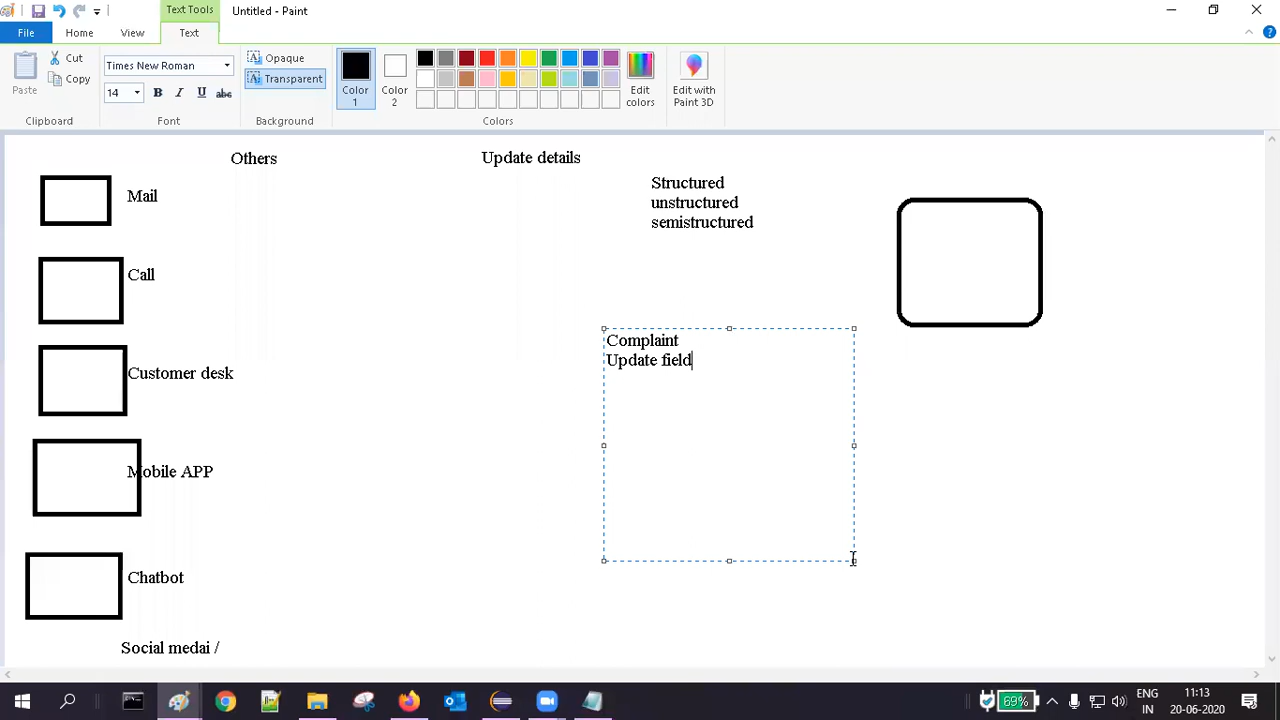 Text Tools
Untitled - Paint
File
Home
View
Text
Paste
Cut
Copy
Clipboard
Times New Roman
14
B I U abc
Font
Opaque
Transparent
Background
Color 1
Color 2
Colors
Edit colors
Edit with Paint 3D
Others
Update details
Mail
Structured
unstructured
semistructured
Call
Complaint
Update field
Customer desk
Mobile APP
Chatbot
Social medai /
69%
ENG
IN
11:13
20-06-2020